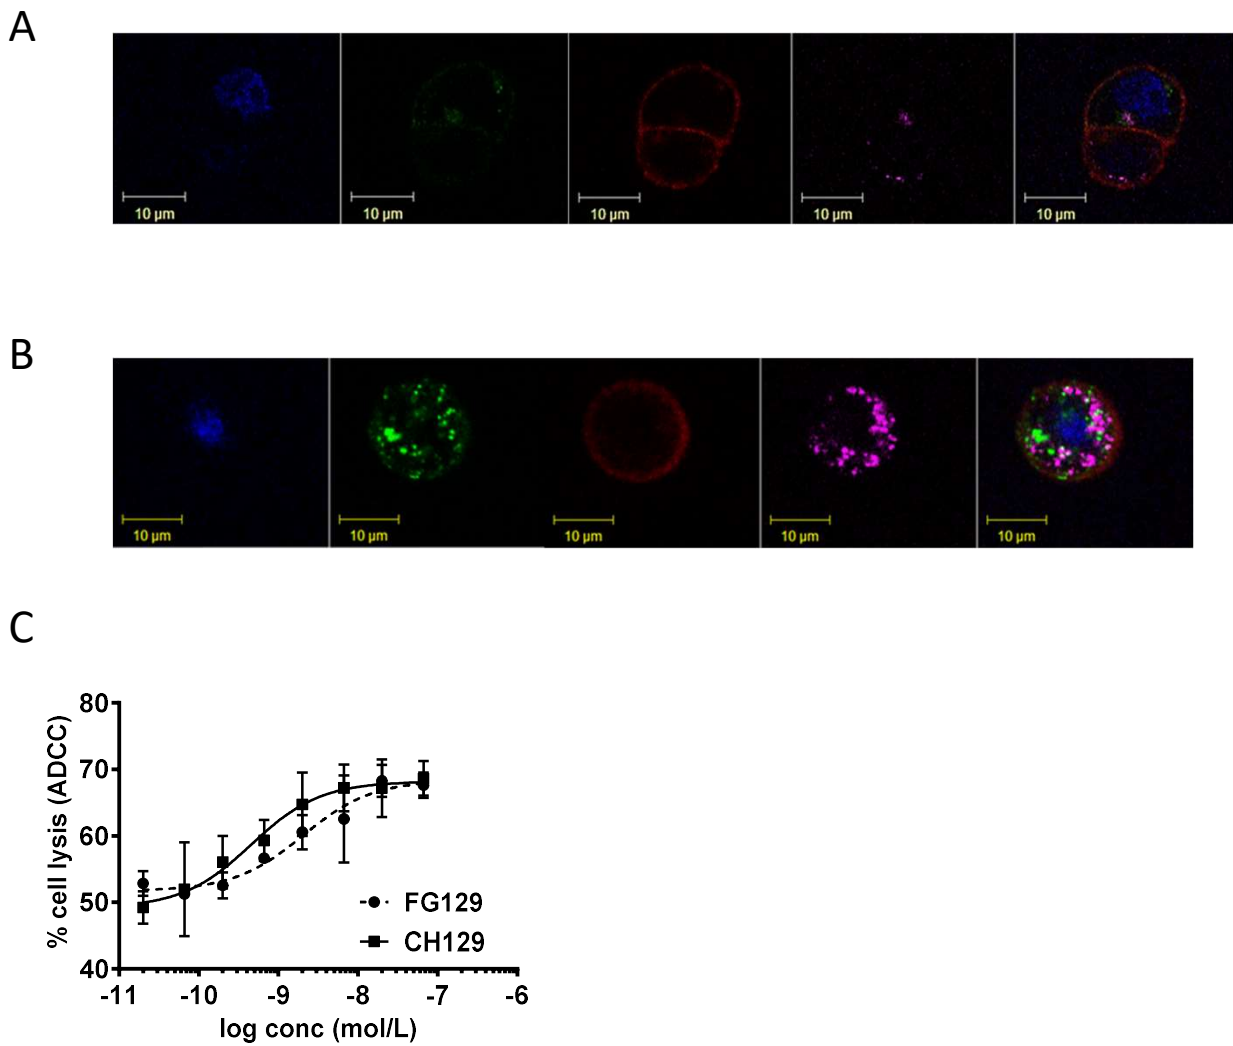 A
10 µm 10 µm 10 µm 10 µm 10 µm
B
10 µm 10 µm 10 µm 10 µm 10 µm
C
% cell lysis (ADCC)
80
70
60
50
40
FG129
CH129
-11 -10 -9 -8 -7 -6
log conc (mol/L)